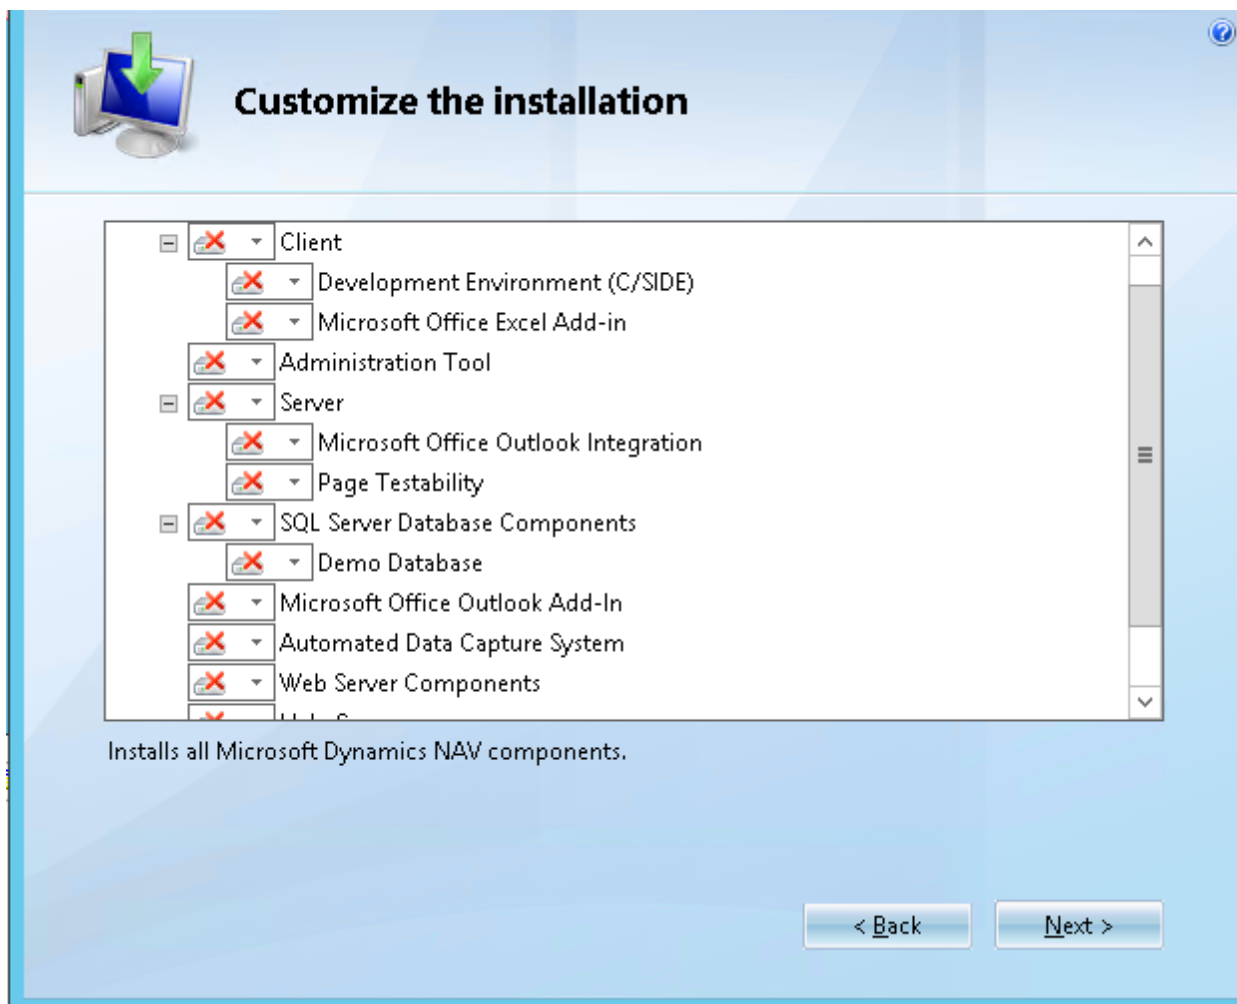 Customize the installation
Client
Development Environment (C/SIDE)
Microsoft Office Excel Add-in
Administration Tool
Server
Microsoft Office Outlook Integration
Page Testability
SQL Server Database Components
Demo Database
Microsoft Office Outlook Add-In
Automated Data Capture System
Web Server Components
Installs all Microsoft Dynamics NAV components.
< Back
Next >